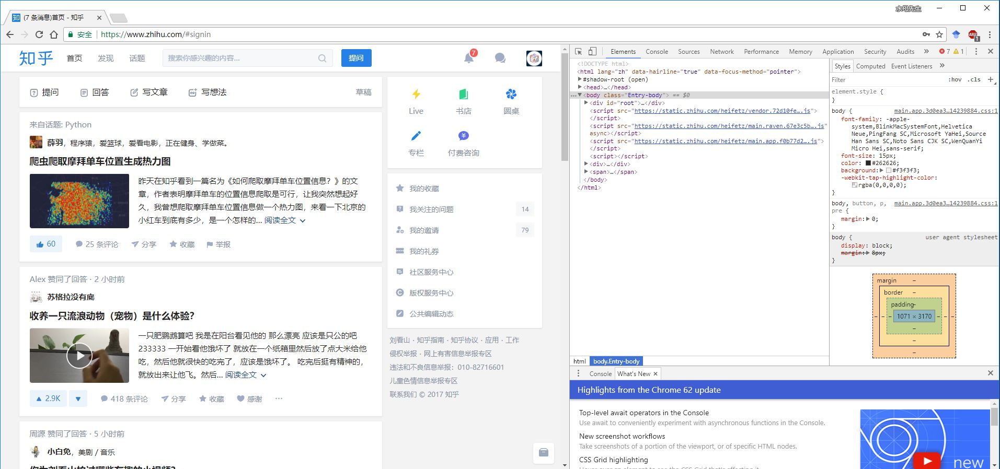 水母先生
知 (7 条消息)首页 - 知乎
安全 https://www.zhihu.com/#signin
ABP 1
知乎 首页 发现 话题 搜索你感兴趣的内容... 提问 7
提问 回答 写文章 写想法 草稿
来自话题: Python
薛羽，程序猿，爱篮球，爱看电影，正在健身、学做菜。
爬虫爬取摩拜单车位置生成热力图
昨天在知乎看到一篇名为《如何爬取摩拜单车位置信息？》的文
章，作者表明摩拜单车的位置信息爬取是可行，让我突然想起好
久，我曾想爬取摩拜单车位置信息做一个热力图，来看一下北京的
小红车到底有多少，是一个怎样的... 阅读全文
60 25 条评论 分享 收藏 举报
Alex 赞同了回答 · 2 小时前
苏格拉没有底
收养一只流浪动物（宠物）是什么体验?
一只肥鹦鹉算吧 我是在阳台看见他的 那么漂亮 应该是只公的吧
233333 一开始看他饿坏了 就放在一个纸箱里然后放了点大米给他
吃，然后他就很快的吃完了，应该是饿坏了。 吃完后挺有精神的，
就放出来让他飞。然后... 阅读全文
2.9K 418 条评论 分享 收藏 感谢 ···
周源 赞同了回答 · 5 小时前
小白兔，美剧 / 音乐
Live 书店 圆桌
专栏 付费咨询
我的收藏
我关注的问题 14
我的邀请 79
我的礼券
社区服务中心
版权服务中心
公共编辑动态
刘看山 · 知乎指南 · 知乎协议 · 应用 · 工作
侵权举报 · 网上有害信息举报专区
违法和不良信息举报：010-82716601
儿童色情信息举报专区
联系我们 © 2017 知乎
Elements Console Sources Network Performance Memory Application Security Audits » 7 1
<!DOCTYPE html>
<html lang="zh" data-hairline="true" data-focus-method="pointer">
#shadow-root (open)
<head>…</head>
<body class="Entry-body"> == $0
<div id="root">…</div>
<script src="https://static.zhihu.com/heifetz/vendor.72d10fe….js">
</script>
<script src="https://static.zhihu.com/heifetz/main.raven.67e3c5b….js"
async></script>
<script src="https://static.zhihu.com/heifetz/main.app.f0b77d2….js">
</script>
<script></script>
<div>…</div>
<span>…</span>
</body>
</html>
html body.Entry-body
Styles Computed Event Listeners »
Filter :hov .cls +
element.style {
}
body { main.app.3d0ea3…14239884.css:1
font-family: -apple-
system,BlinkMacSystemFont,Helvetica
Neue,PingFang SC,Microsoft YaHei,Source
Han Sans SC,Noto Sans CJK SC,WenQuanYi
Micro Hei,sans-serif;
font-size: 15px;
color: #262626;
background: #f3f3f3;
-webkit-tap-highlight-color:
rgba(0,0,0,0);
}
body, button, p, main.app.3d0ea3…14239884.css:1
pre {
margin: 0;
}
body { user agent stylesheet
display: block;
margin: 8px;
}
margin –
border –
padding –
– – – 1071 × 3170 – – –
–
–
–
Console What's New
Highlights from the Chrome 62 update
Top-level await operators in the Console
Use await to conveniently experiment with asynchronous functions in the Console.
New screenshot workflows
Take screenshots of a portion of the viewport, or of specific HTML nodes.
CSS Grid highlighting
new